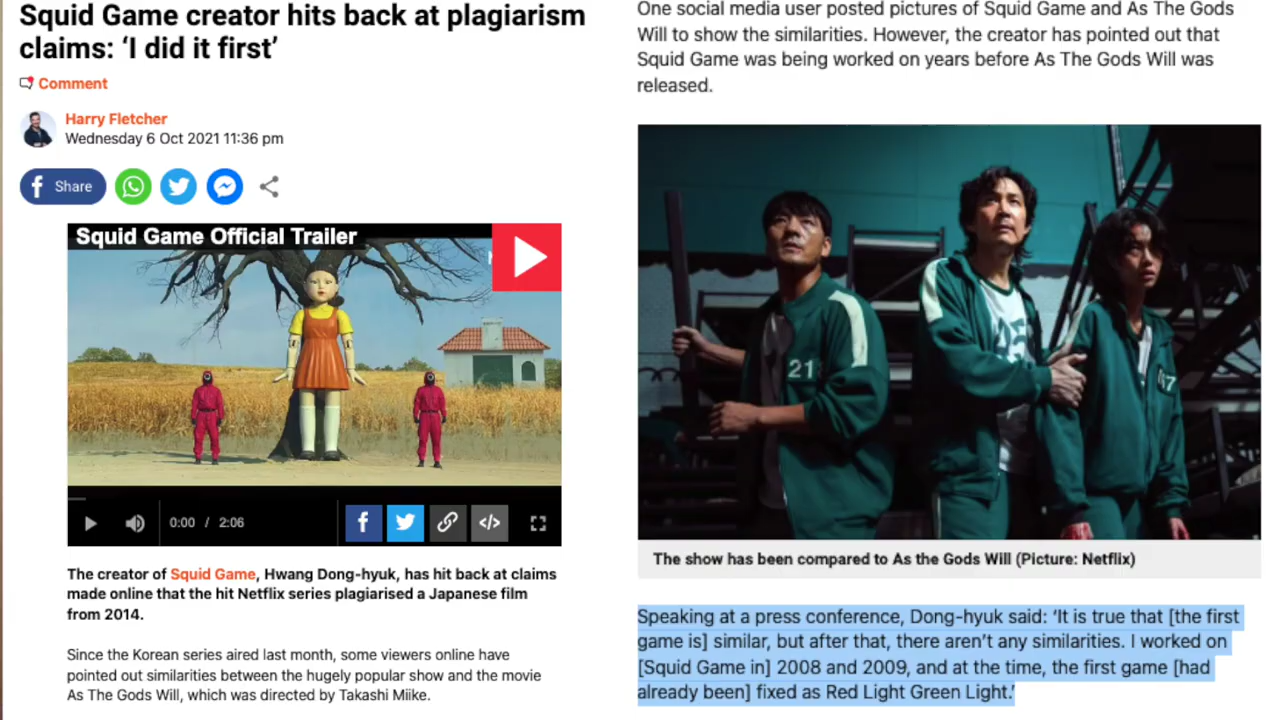 Squid Game creator hits back at plagiarism
claims: ‘I did it first’
Comment
Harry Fletcher
Wednesday 6 Oct 2021 11:36 pm
Share
Squid Game Official Trailer
0:00 / 2:06
The creator of Squid Game, Hwang Dong-hyuk, has hit back at claims
made online that the hit Netflix series plagiarised a Japanese film
from 2014.
Since the Korean series aired last month, some viewers online have
pointed out similarities between the hugely popular show and the movie
As The Gods Will, which was directed by Takashi Miike.
One social media user posted pictures of Squid Game and As The Gods
Will to show the similarities. However, the creator has pointed out that
Squid Game was being worked on years before As The Gods Will was
released.
21
The show has been compared to As the Gods Will (Picture: Netflix)
Speaking at a press conference, Dong-hyuk said: ‘It is true that [the first
game is] similar, but after that, there aren’t any similarities. I worked on
[Squid Game in] 2008 and 2009, and at the time, the first game [had
already been] fixed as Red Light Green Light.’